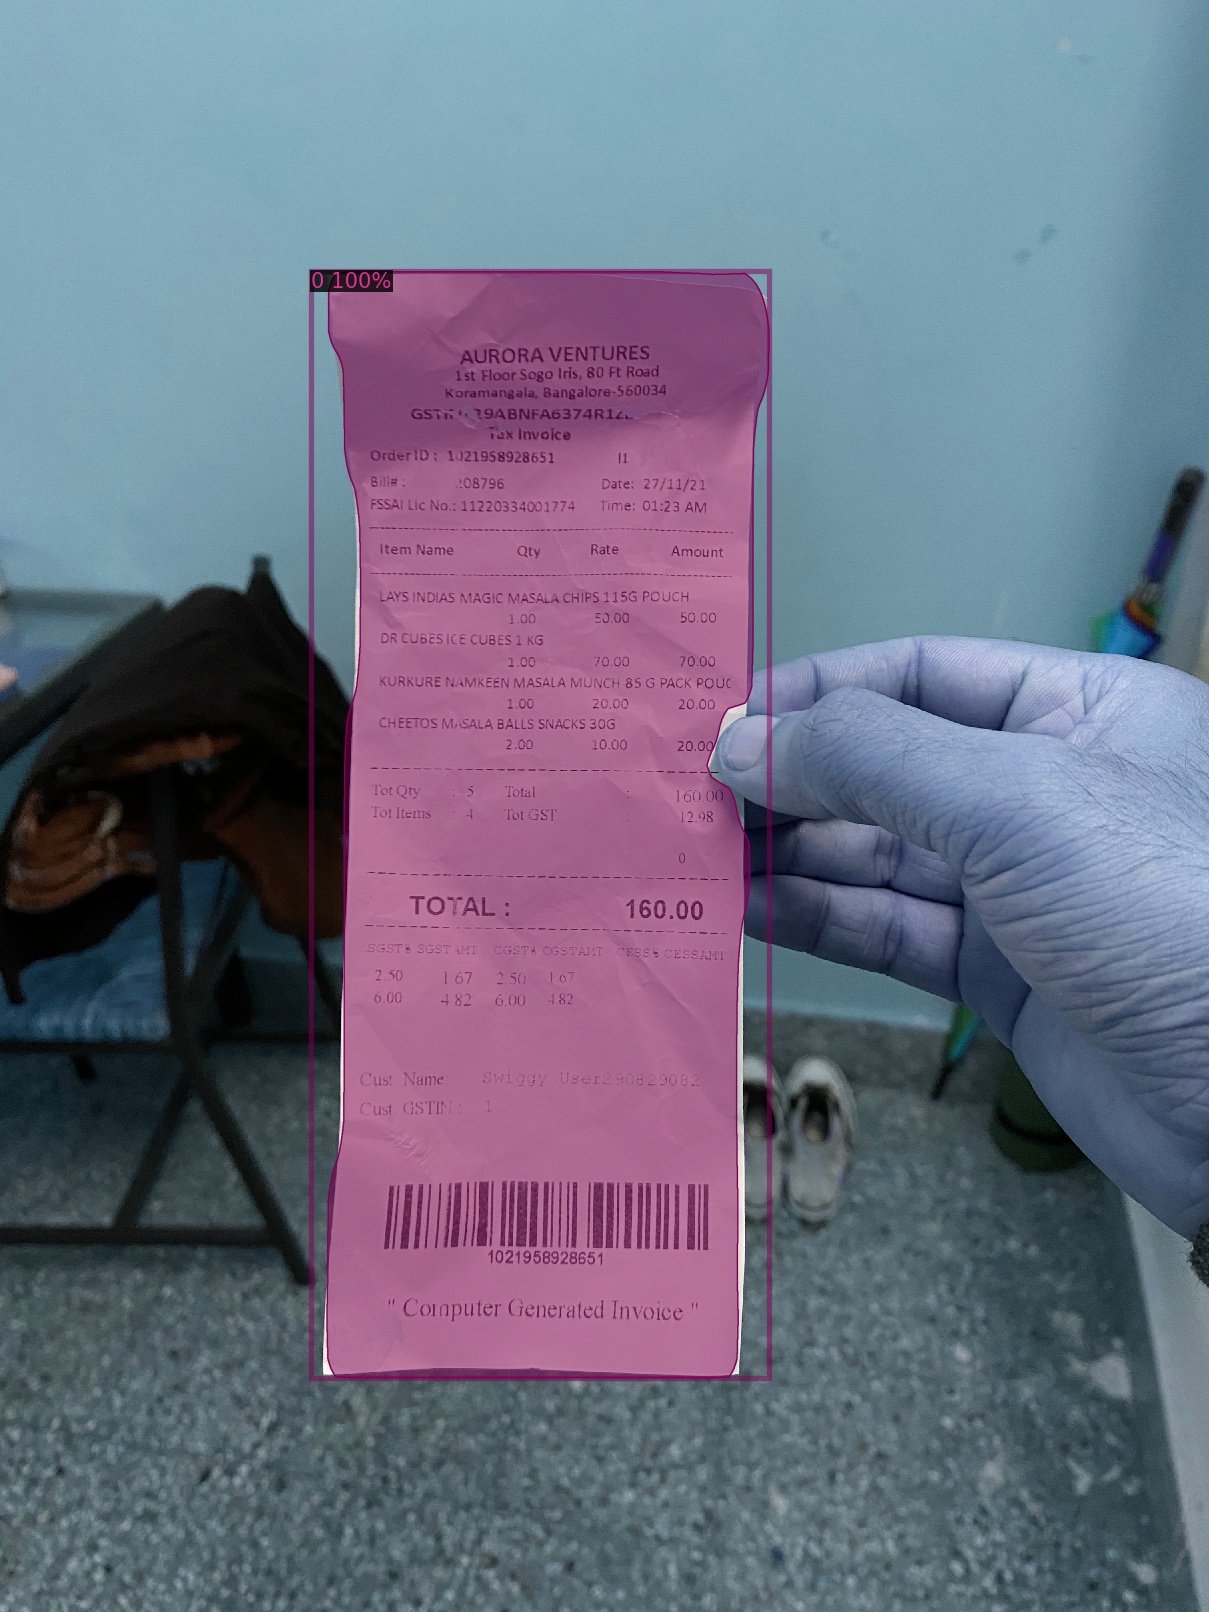 0 100%
AURORA VENTURES
1st Floor Sogo Iris, 80 Ft Road
Koramangala, Bangalore-560034
Tax Invoice
Order ID : 1021958928651 I1
Bill# : 08796 Date: 27/11/21
FSSAI Lic No.: 11220334001774 Time: 01:23 AM
Item Name Qty Rate Amount
LAYS INDIAS MAGIC MASALA CHIPS 115G POUCH
1.00 50.00 50.00
DR CUBES ICE CUBES 1 KG
1.00 70.00 70.00
KURKURE NAMKEEN MASALA MUNCH 85 G PACK POUC
1.00 20.00 20.00
CHEETOS MASALA BALLS SNACKS 30G
2.00 10.00 20.00
Tot Qty : 5 Total : 160.00
Tot Items : 4 Tot GST : 12.98
0
TOTAL : 160.00
SGST% SGSTAMT CGST% CGSTAMT CESS% CESSAMT
2.50 1.67 2.50 1.67
6.00 4.82 6.00 4.82
Cust. Name: Swiggy User290829082
Cust. GSTIN : 1
1021958928651
" Computer Generated Invoice "